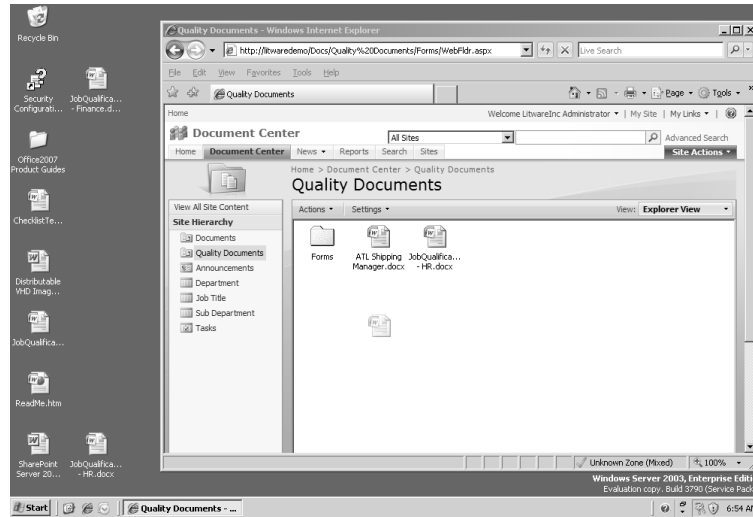 Recycle Bin
Security Configurati...
JobQualifica... - Finance.d...
Office2007 Product Guides
ChecklistTe...
Distributable VHD Imag...
JobQualifica...
ReadMe.htm
SharePoint Server 20...
JobQualifica... - HR.docx
Quality Documents - Windows Internet Explorer
http://litwaredemo/Docs/Quality%20Documents/Forms/WebFldr.aspx
Live Search
File Edit View Favorites Tools Help
Quality Documents
Page Tools
Home
Welcome LitwareInc Administrator | My Site | My Links |
Document Center
All Sites
Advanced Search
Home Document Center News Reports Search Sites
Site Actions
Home > Document Center > Quality Documents
Quality Documents
View All Site Content
Actions Settings
View: Explorer View
Site Hierarchy
Documents
Quality Documents
Announcements
Department
Job Title
Sub Department
Tasks
Forms
ATL Shipping Manager.docx
JobQualifica... - HR.docx
Unknown Zone (Mixed)
100%
Windows Server 2003, Enterprise Editi
Evaluation copy. Build 3790 (Service Pack
Start
Quality Documents - ...
6:54 AM